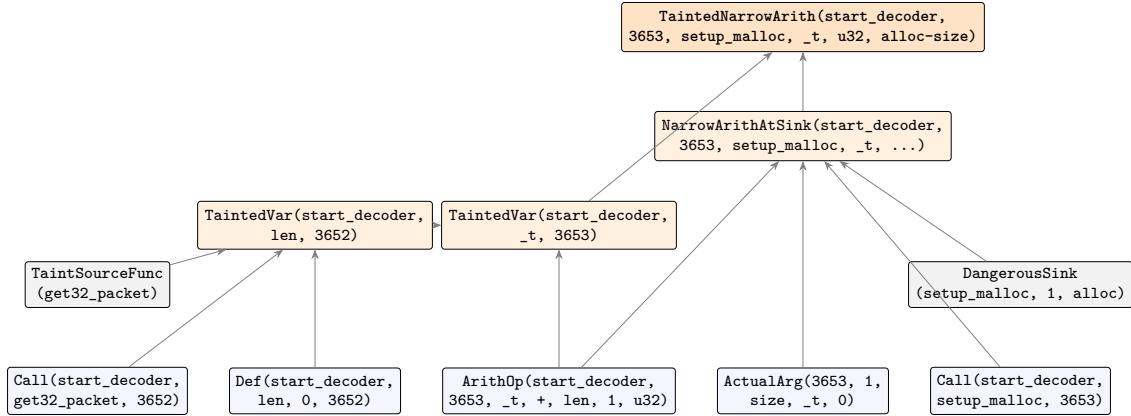 TaintedNarrowArith(start_decoder,
3653, setup_malloc, _t, u32, alloc-size)
NarrowArithAtSink(start_decoder,
3653, setup_malloc, _t, ...)
TaintedVar(start_decoder,
len, 3652)
TaintedVar(start_decoder,
_t, 3653)
TaintSourceFunc
(get32_packet)
DangerousSink
(setup_malloc, 1, alloc)
Call(start_decoder,
get32_packet, 3652)
Def(start_decoder,
len, 0, 3652)
ArithOp(start_decoder,
3653, _t, +, len, 1, u32)
ActualArg(3653, 1,
size, _t, 0)
Call(start_decoder,
setup_malloc, 3653)